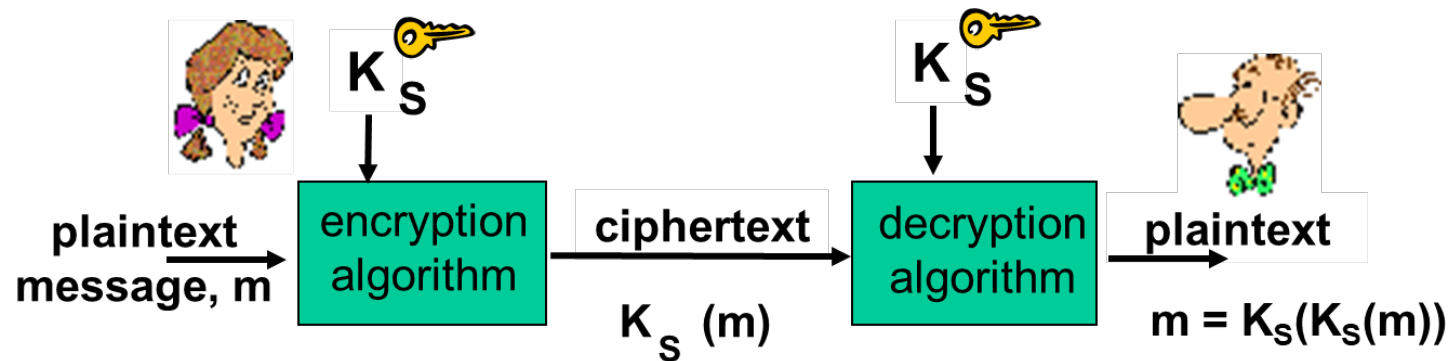 K S
K S
plaintext
message, m
encryption
algorithm
ciphertext
K S (m)
decryption
algorithm
plaintext
m = KS(KS(m))